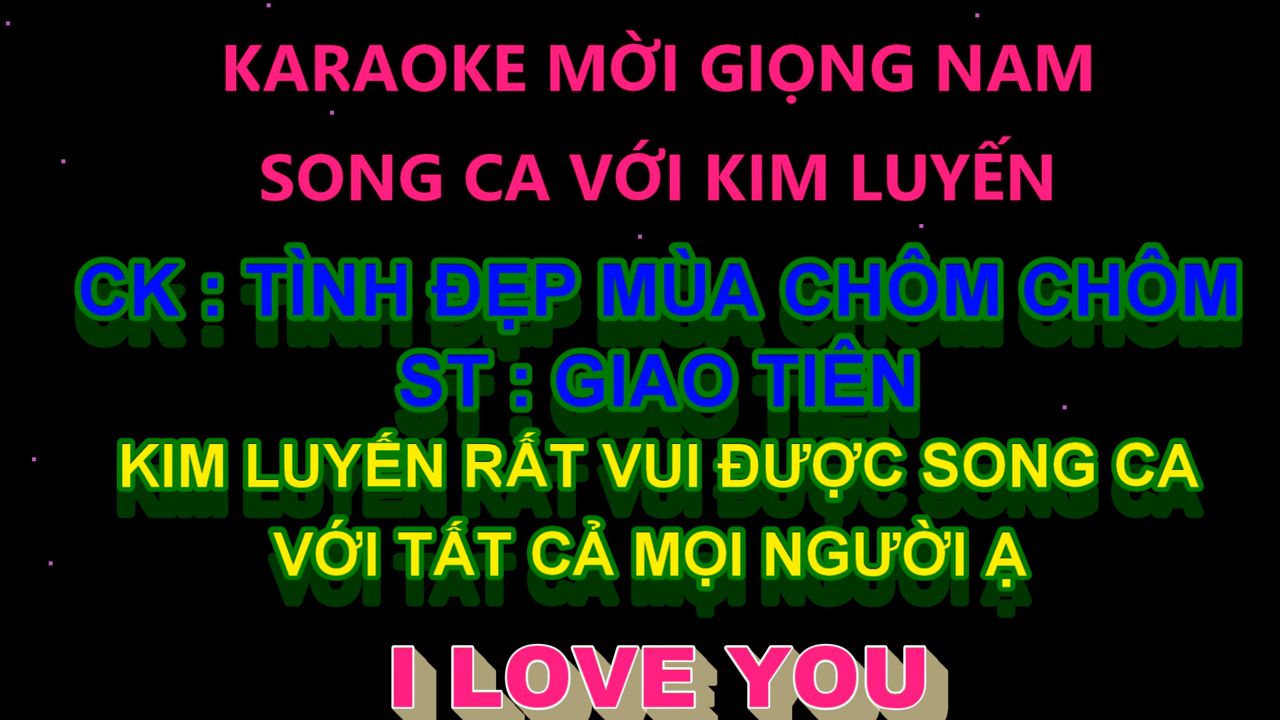 KARAOKE MỜI GIỌNG NAM
SONG CA VỚI KIM LUYẾN
CK : TÌNH ĐẸP MÙA CHÔM CHÔM
ST : GIAO TIÊN
KIM LUYẾN RẤT VUI ĐƯỢC SONG CA
VỚI TẤT CẢ MỌI NGƯỜI Ạ
I LOVE YOU